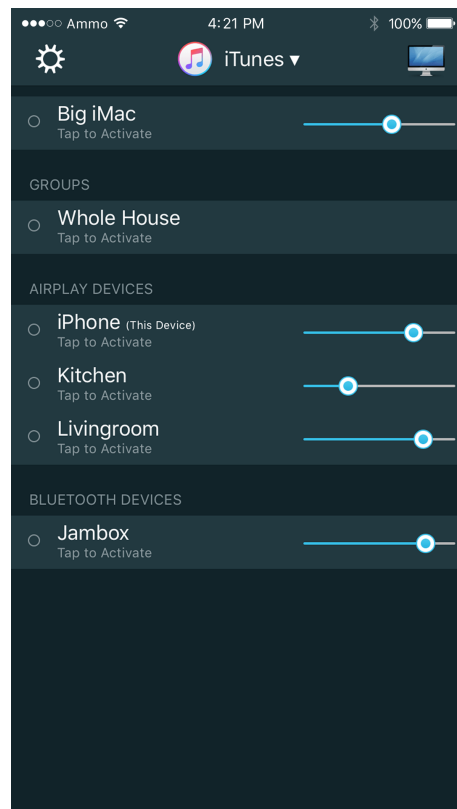 Ammo 4:21 PM 100%
iTunes ▾
Big iMac
Tap to Activate
GROUPS
Whole House
Tap to Activate
AIRPLAY DEVICES
iPhone (This Device)
Tap to Activate
Kitchen
Tap to Activate
Livingroom
Tap to Activate
BLUETOOTH DEVICES
Jambox
Tap to Activate